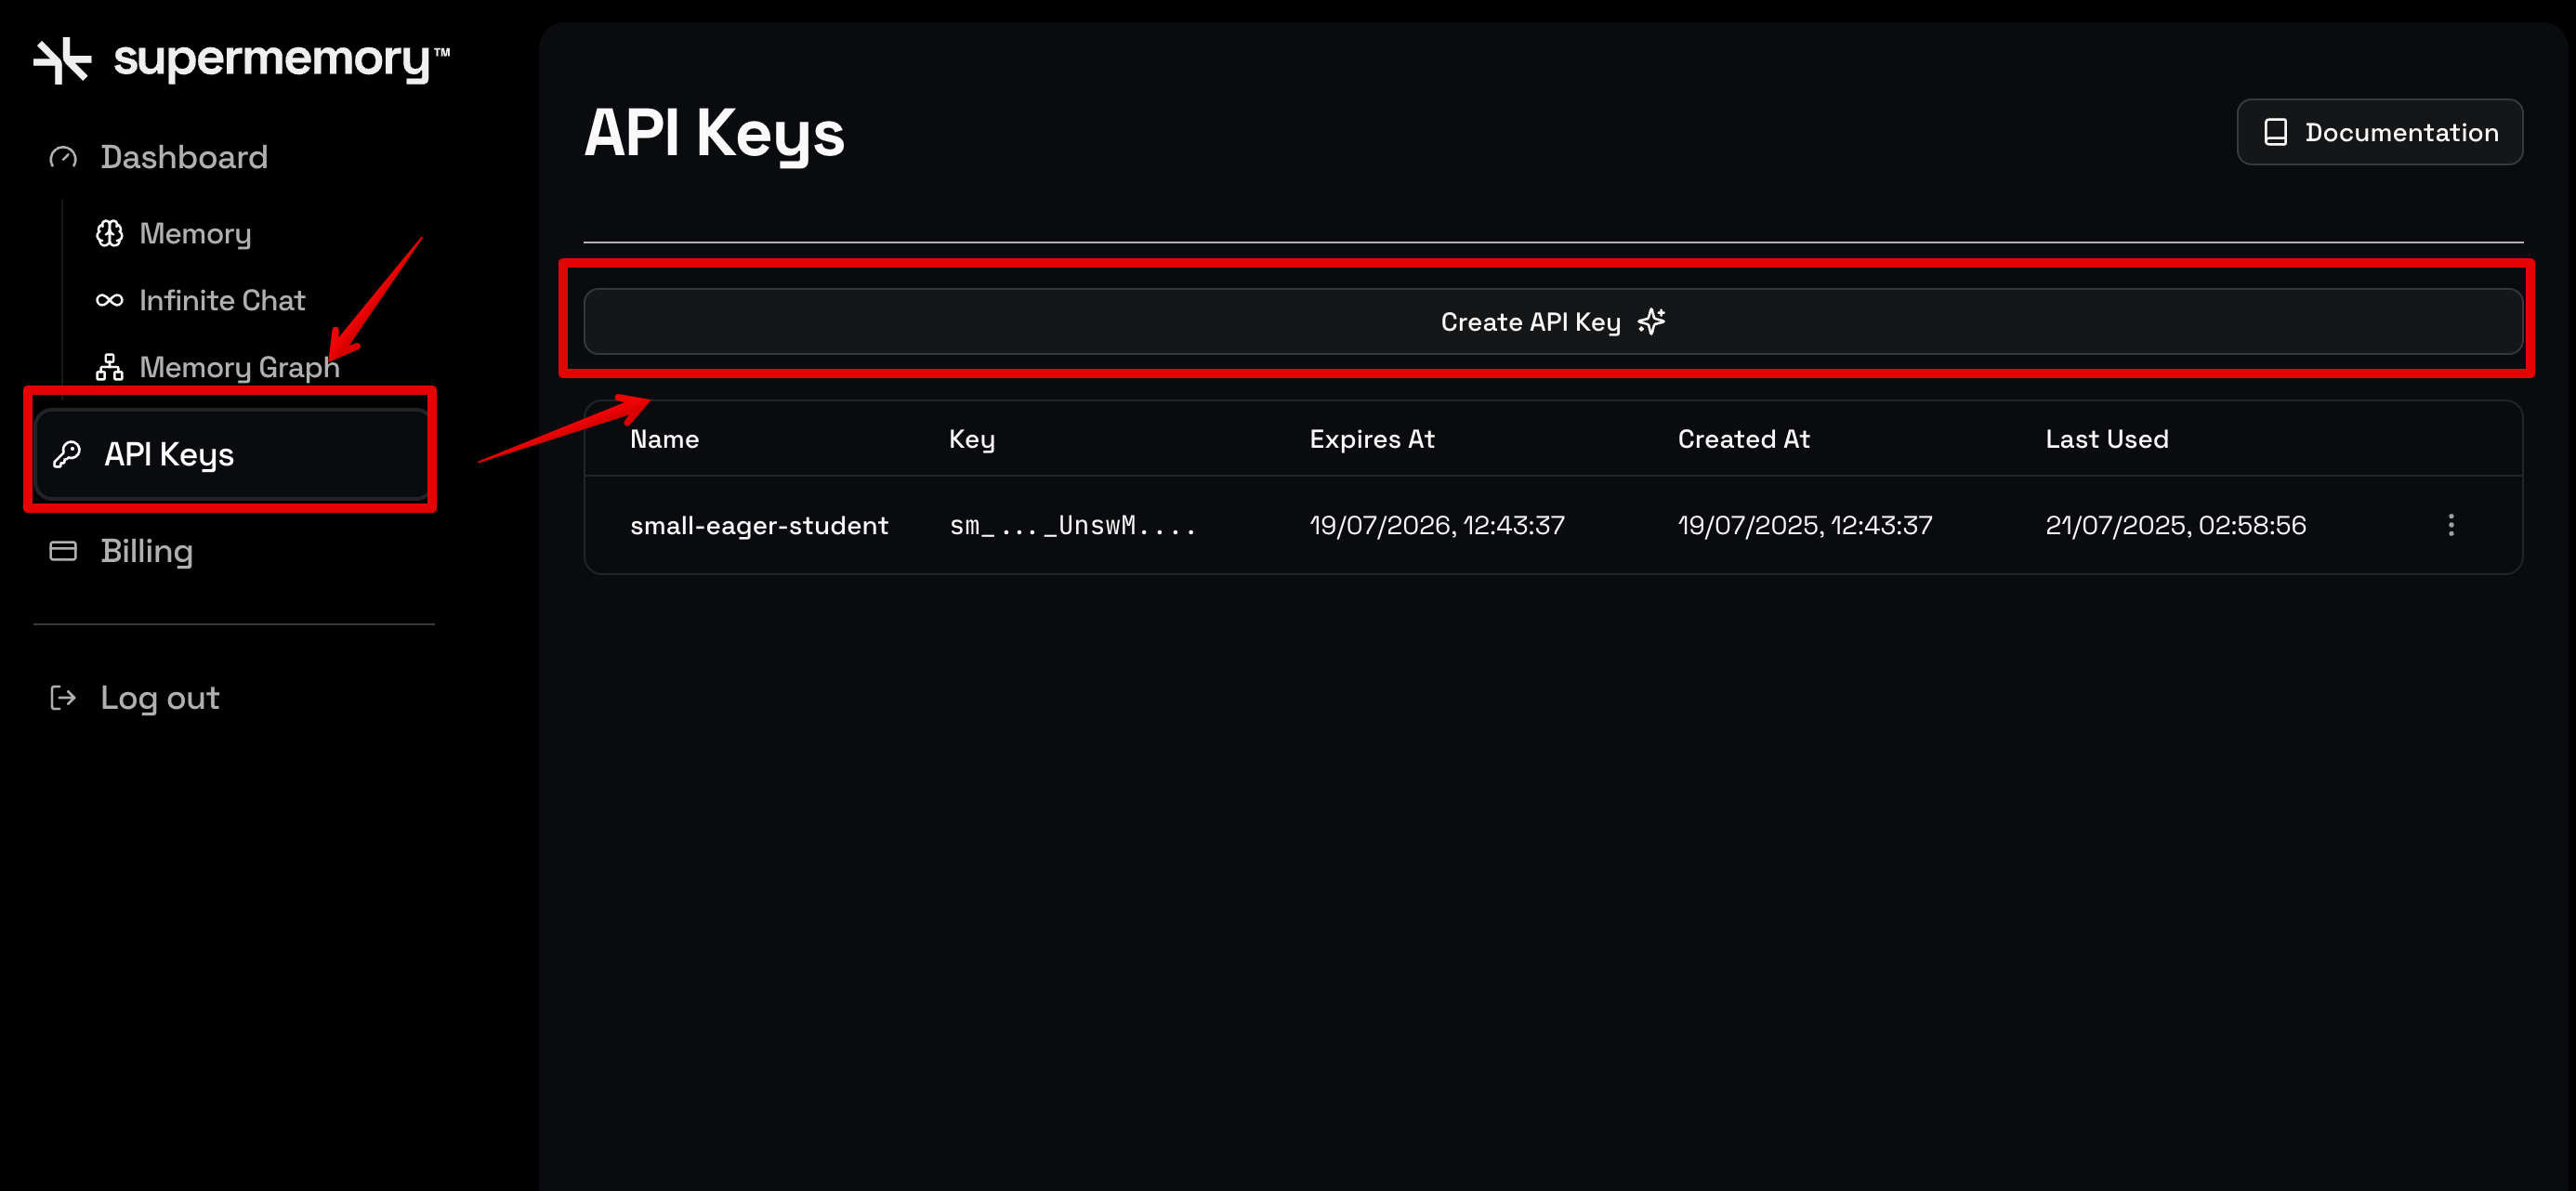 supermemory™
Dashboard
Memory
Infinite Chat
Memory Graph
API Keys
Billing
Log out
API Keys
Documentation
Create API Key
Name Key Expires At Created At Last Used
small-eager-student sm_..._UnswM.... 19/07/2026, 12:43:37 19/07/2025, 12:43:37 21/07/2025, 02:58:56